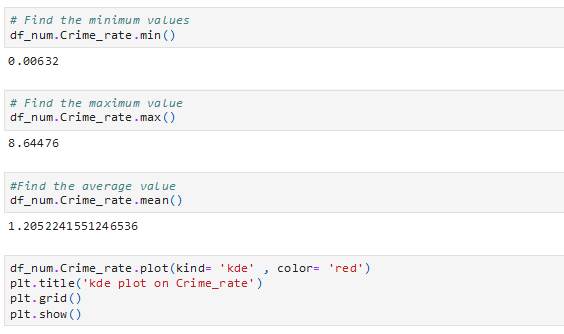 # Find the minimum values
df_num.Crime_rate.min()
0.00632
# Find the maximum value
df_num.Crime_rate.max()
8.64476
#Find the average value
df_num.Crime_rate.mean()
1.2052241551246536
df_num.Crime_rate.plot(kind= 'kde' , color= 'red')
plt.title('kde plot on Crime_rate')
plt.grid()
plt.show()